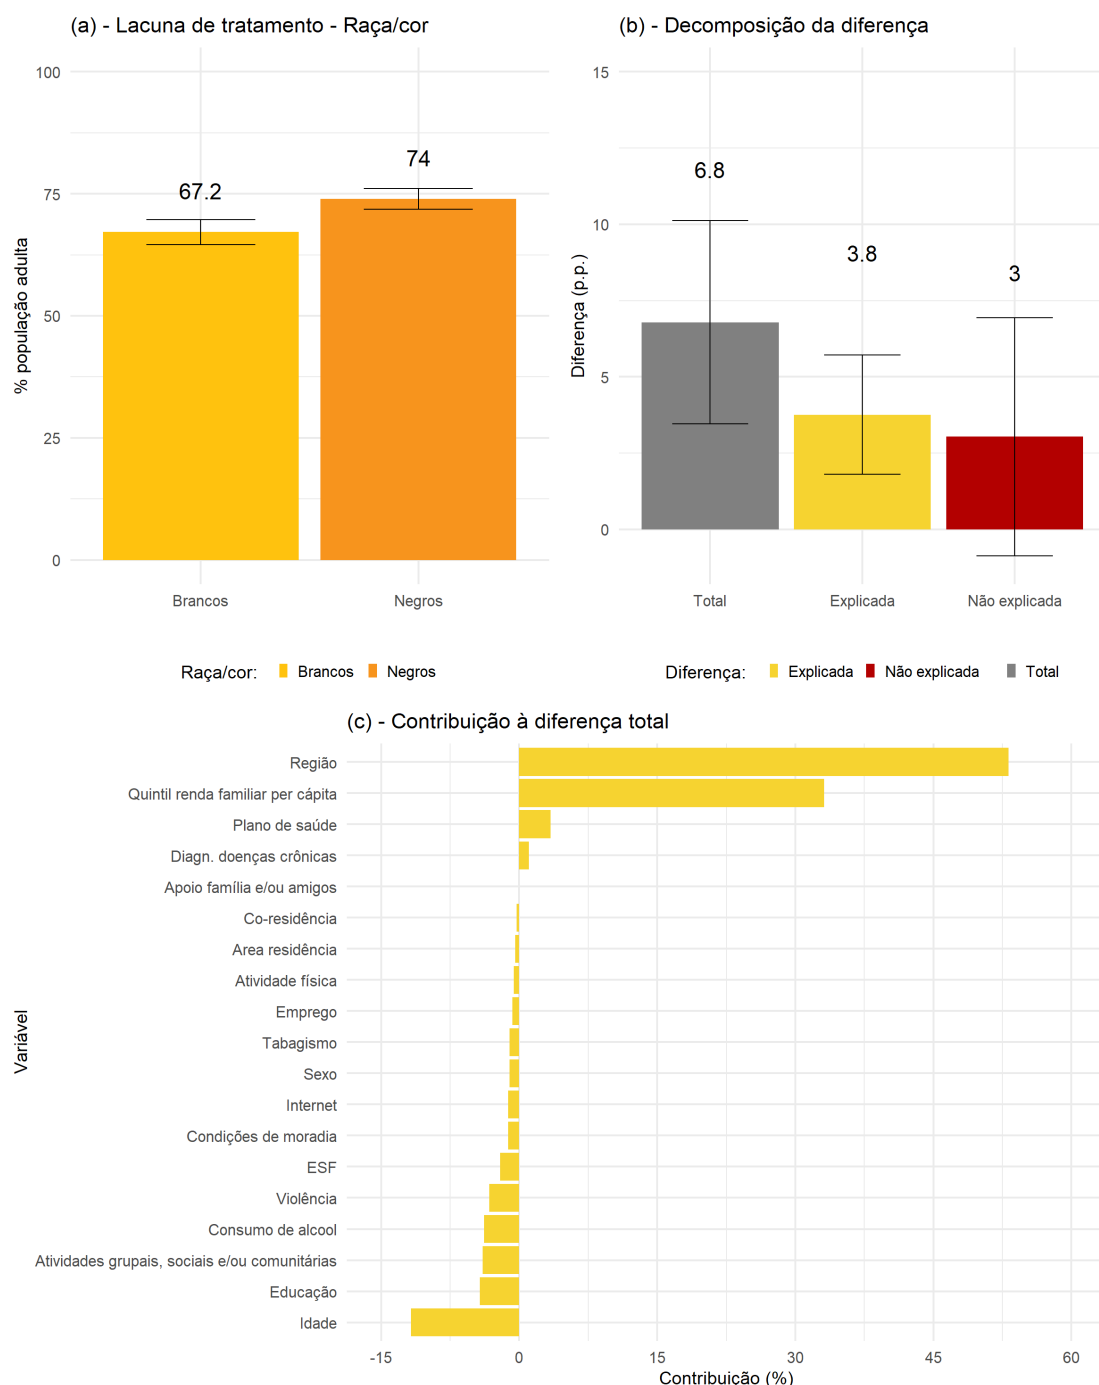 (a) - Lacuna de tratamento - Raça/cor
% população adulta
100
75
50
25
0
67.2
74
Brancos
Negros
Raça/cor:
Brancos
Negros
(b) - Decomposição da diferença
Diferença (p.p.)
15
10
5
0
6.8
3.8
3
Total
Explicada
Não explicada
Diferença:
Explicada
Não explicada
Total
(c) - Contribuição à diferença total
Variável
Região
Quintil renda familiar per cápita
Plano de saúde
Diagn. doenças crônicas
Apoio família e/ou amigos
Co-residência
Area residência
Atividade física
Emprego
Tabagismo
Sexo
Internet
Condições de moradia
ESF
Violência
Consumo de alcool
Atividades grupais, sociais e/ou comunitárias
Educação
Idade
-15
0
15
30
45
60
Contribuição (%)